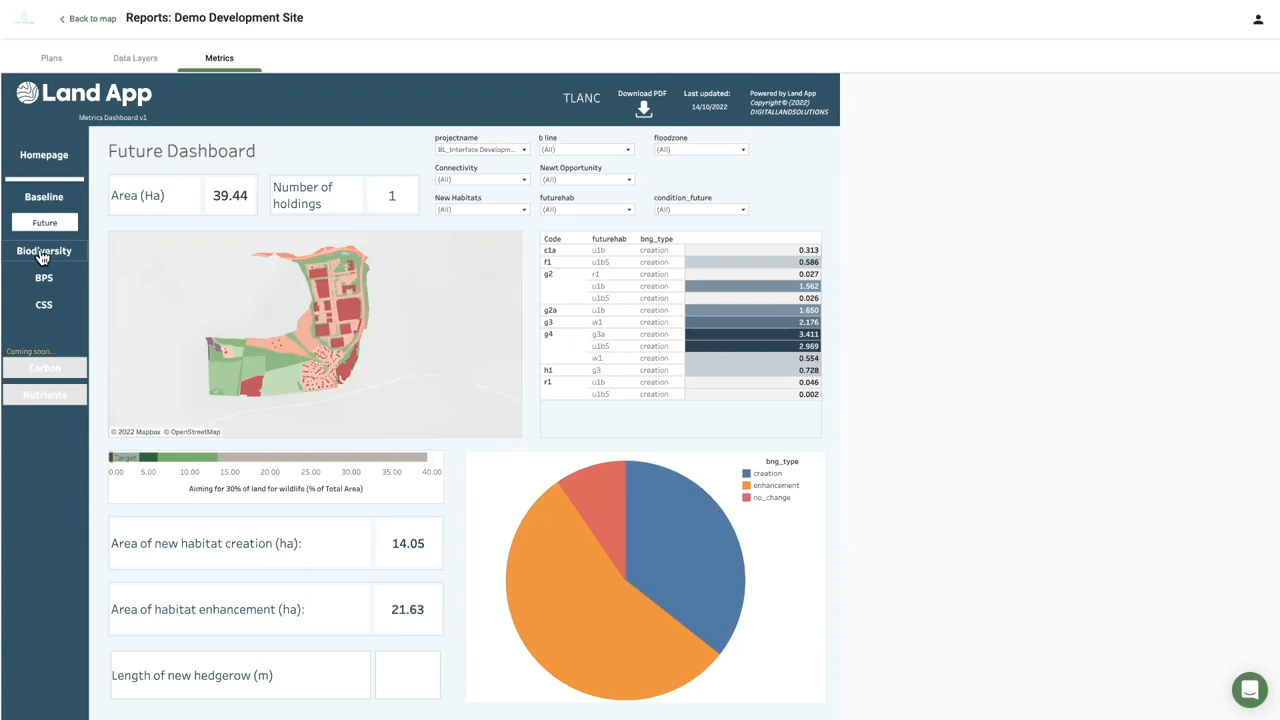 Back to map
Reports: Demo Development Site
Plans
Data Layers
Metrics
Land App
Metrics Dashboard v1
TLANC
Download PDF
Last updated:
14/10/2022
Powered by Land App
Copyright © (2022)
DIGITALLANDSOLUTIONS
Homepage
Baseline
Future
Biodiversity
BPS
CSS
Coming soon...
Carbon
Nutrients
Future Dashboard
Area (Ha)
39.44
Number of
holdings
1
projectname
BL_Interface Developm...
b line
(All)
floodzone
(All)
Connectivity
(All)
Newt Opportunity
(All)
New Habitats
(All)
futurehab
(All)
condition_future
(All)
© 2022 Mapbox © OpenStreetMap
Code futurehab bng_type
c1a u1b creation 0.313
f1 u1b5 creation 0.586
g2 r1 creation 0.027
u1b creation 1.562
u1b5 creation 0.026
g2a u1b creation 1.650
g3 w1 creation 2.176
g4 g3a creation 3.411
u1b5 creation 2.969
w1 creation 0.554
h1 g3 creation 0.728
r1 u1b creation 0.046
u1b5 creation 0.002
Target
0.00 5.00 10.00 15.00 20.00 25.00 30.00 35.00 40.00
Aiming for 30% of land for wildlife (% of Total Area)
Area of new habitat creation (ha):
14.05
Area of habitat enhancement (ha):
21.63
Length of new hedgerow (m)
bng_type
creation
enhancement
no_change